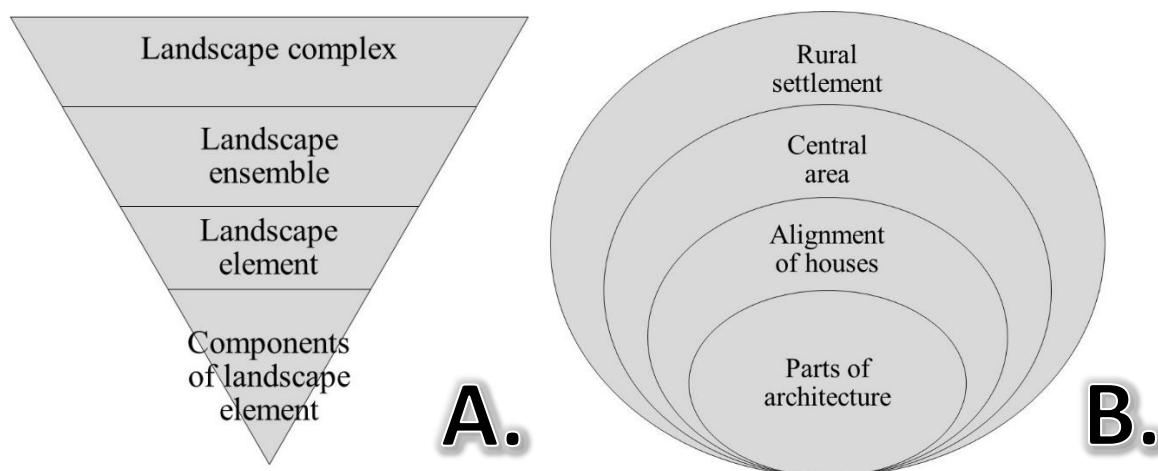 Landscape complex
Landscape
ensemble
Landscape
element
Components
of landscape
element
A.
Rural
settlement
Central
area
Alignment
of houses
Parts of
architecture
B.